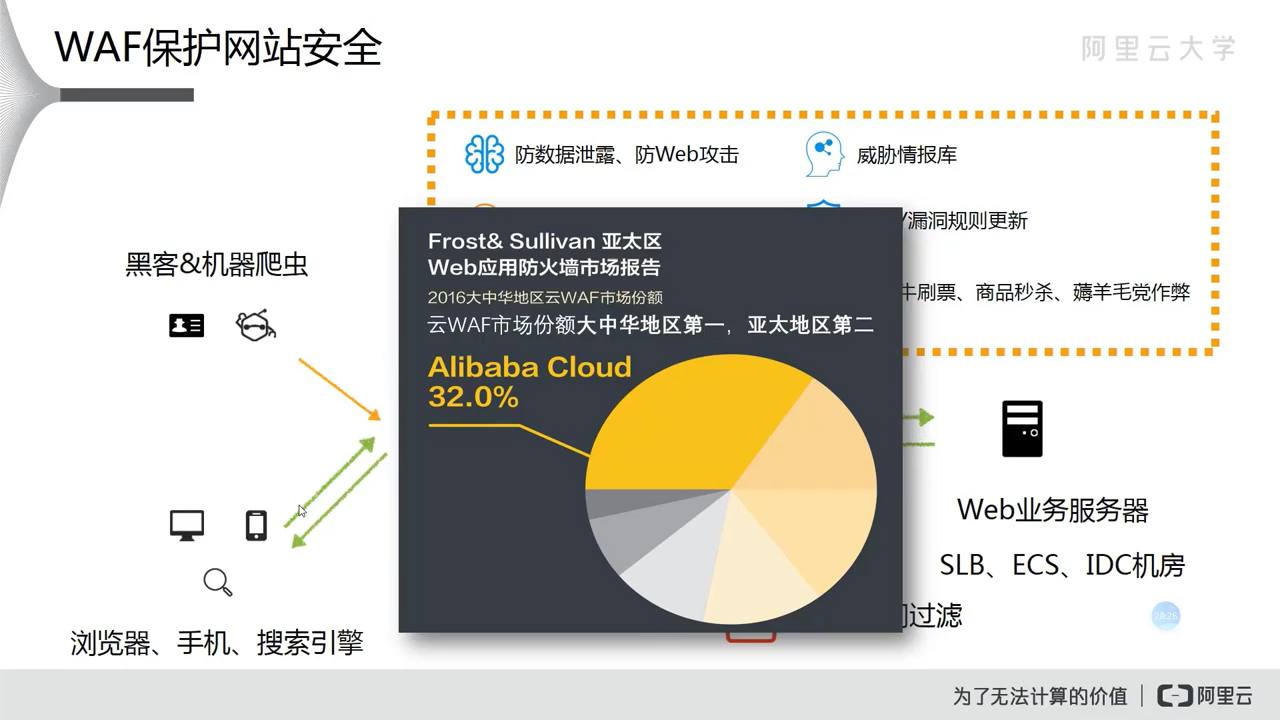 WAF保护网站安全
阿里云大学
防数据泄露、防Web攻击
威胁情报库
漏洞规则更新
牛刷票、商品秒杀、薅羊毛党作弊
黑客&机器爬虫
Frost& Sullivan 亚太区
Web应用防火墙市场报告
2016大中华地区云WAF市场份额
云WAF市场份额大中华地区第一，亚太地区第二
Alibaba Cloud
32.0%
Web业务服务器
SLB、ECS、IDC机房
过滤
浏览器、手机、搜索引擎
为了无法计算的价值
阿里云